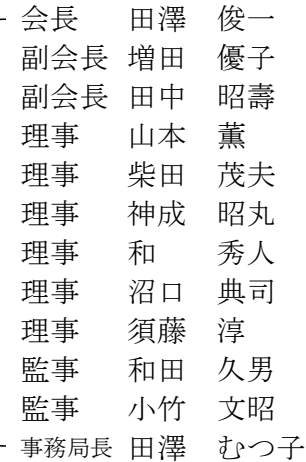 会長 田澤 俊一
副会長 増田 優子
副会長 田中 昭壽
理事 山本 薫
理事 柴田 茂夫
理事 神成 昭丸
理事 和 秀人
理事 沼口 典司
理事 須藤 淳
監事 和田 久男
監事 小竹 文昭
事務局長 田澤 むつ子